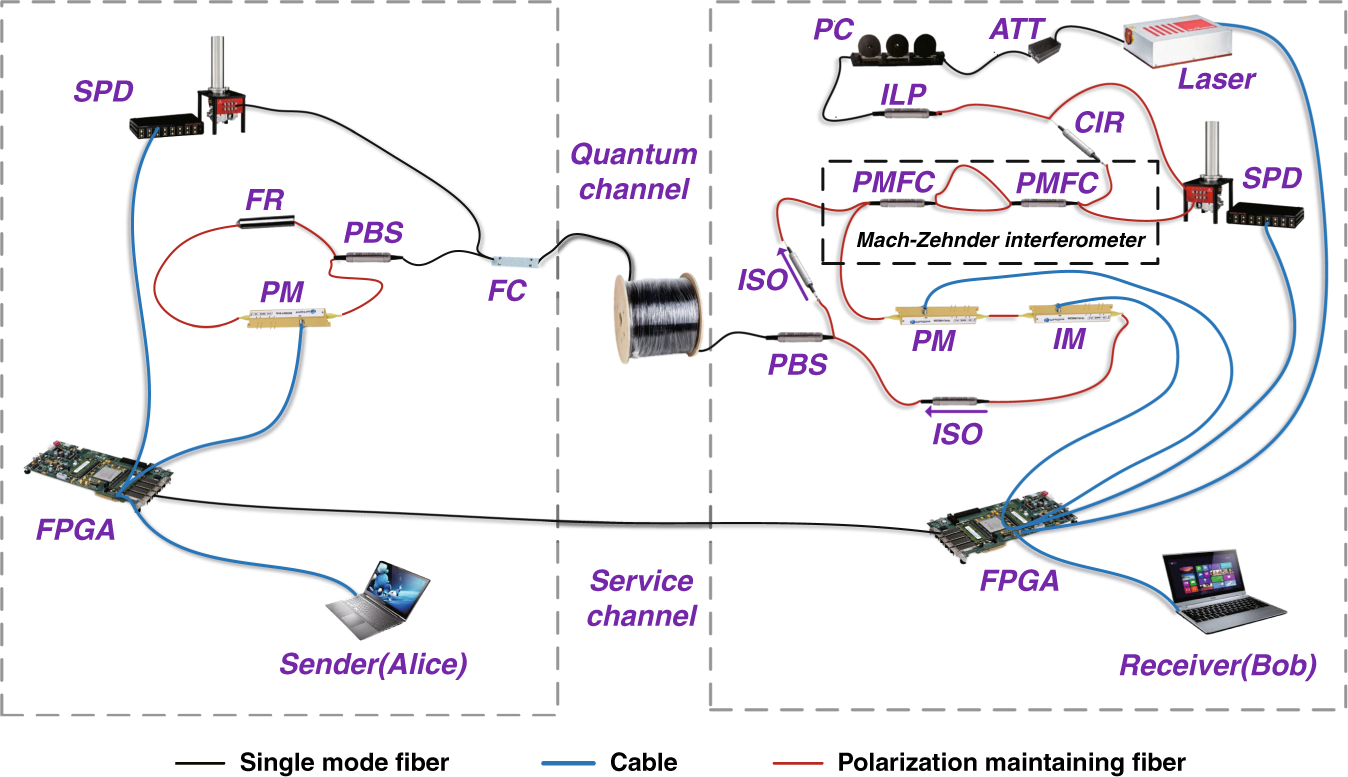 PC
ATT
Laser
SPD
ILP
CIR
Quantum
channel
PMFC
PMFC
SPD
FR
PBS
Mach-Zehnder interferometer
ISO
FC
PM
PM
IM
PBS
ISO
FPGA
Service
channel
FPGA
Sender(Alice)
Receiver(Bob)
Single mode fiber
Cable
Polarization maintaining fiber